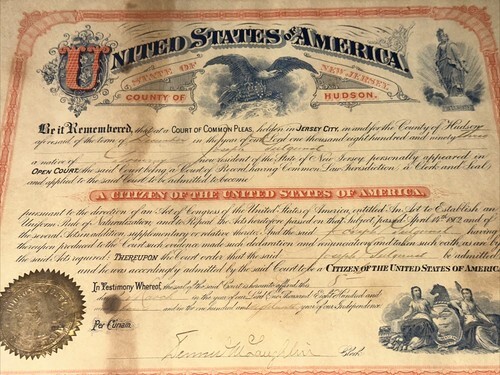 UNITED STATES OF AMERICA
STATE OF NEW JERSEY.
COUNTY OF HUDSON.
Be it Remembered, that at a COURT OF COMMON PLEAS, holden in JERSEY CITY, in and for the County of Hudson
as of the term of in the year of our Lord one thousand eight hundred and ninety three
a native of Germany now resident of the State of New Jersey personally appeared in
OPEN COURT, the said Court being a Court of Record, having Common Law Jurisdiction, a Clerk and Seal,
and applied to the said Court to be admitted to become
A CITIZEN OF THE UNITED STATES OF AMERICA
pursuant to the direction of an Act of Congress of the United States of America, entitled An Act to Establish an
Uniform Rule of Naturalization, and to Repeal the Acts heretofore passed on that Subject passed April 14th 1802, and of
the several Acts in addition, supplementary or relative thereto; And the said Joseph having
thereupon produced to the Court such evidence, made such declaration and renunciation and taken such oath, as are by
the said Acts required: THEREUPON the Court order that the said Joseph be admitted
and he was accordingly admitted by the said Court to be a CITIZEN OF THE UNITED STATES OF AMERICA
In Testimony Whereof, the seal of the said Court is hereunto affixed, this
day of March in the year of our Lord One thousand Eight Hundred and
and in the one hundred and year of our Independence.
Per Curiam.
Dennis McLaughlin Clerk.